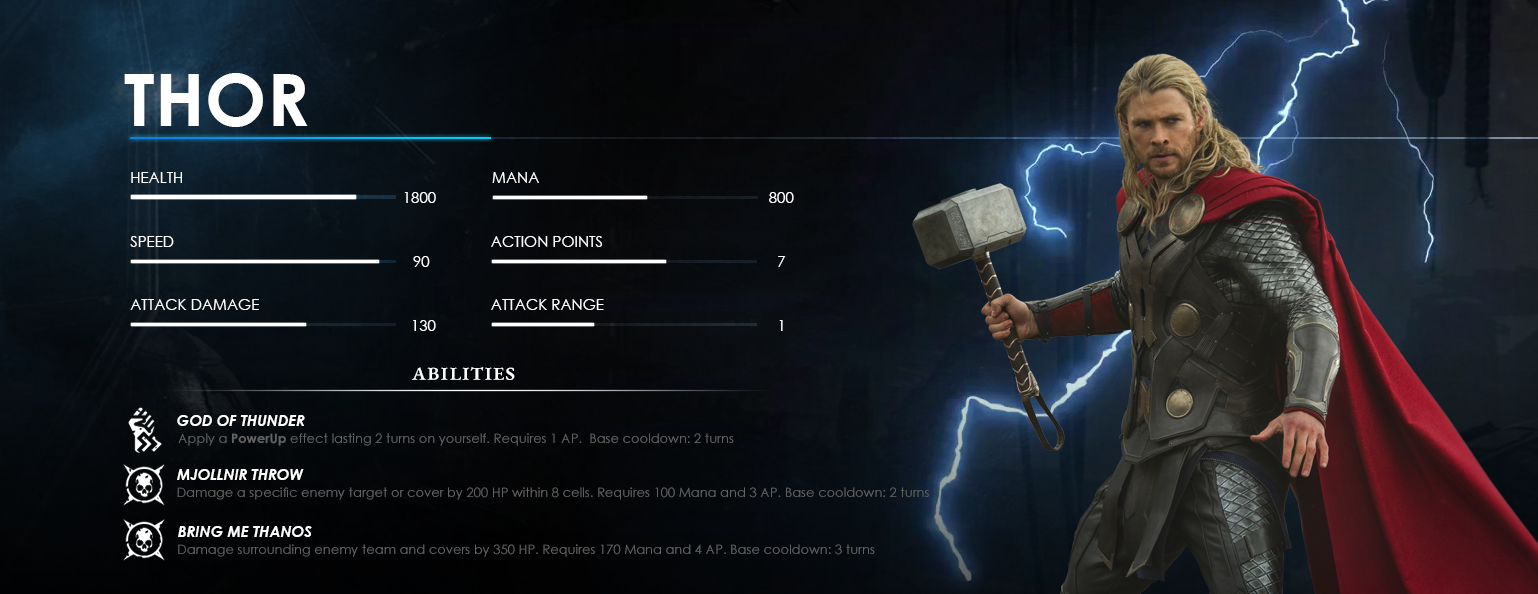 THOR
HEALTH
1800
MANA
800
SPEED
90
ACTION POINTS
7
ATTACK DAMAGE
130
ATTACK RANGE
1
ABILITIES
GOD OF THUNDER
Apply a PowerUp effect lasting 2 turns on yourself. Requires 1 AP. Base cooldown: 2 turns
MJOLLNIR THROW
Damage a specific enemy target or cover by 200 HP within 8 cells. Requires 100 Mana and 3 AP. Base cooldown: 2 turns
BRING ME THANOS
Damage surrounding enemy team and covers by 350 HP. Requires 170 Mana and 4 AP. Base cooldown: 3 turns